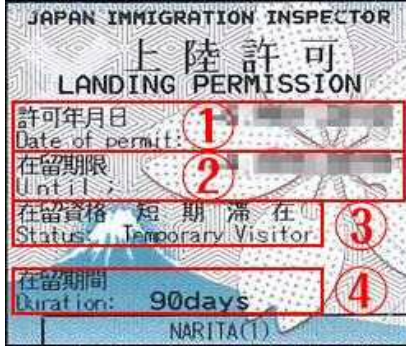 JAPAN IMMIGRATION INSPECTOR
上陸許可
LANDING PERMISSION
許可年月日
Date of permit:
①
在留期限
Until :
②
在留資格 短期滞在
Status: Temporary Visitor
③
在留期間
Duration: 90days
④
NARITA(1)